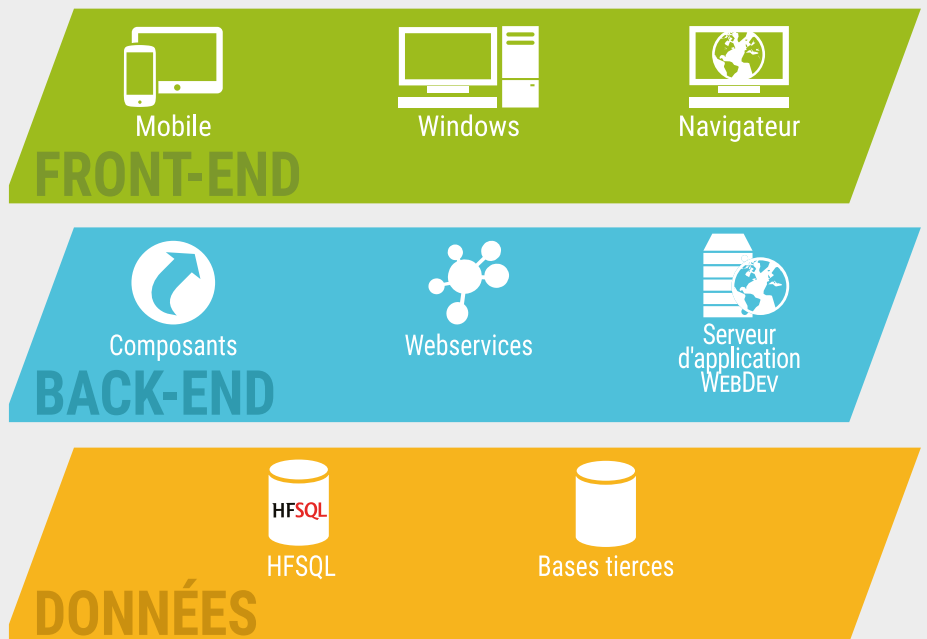 Mobile
Windows
Navigateur
FRONT-END
Composants
Webservices
Serveur
d'application
WEBDEV
BACK-END
HFSQL
HFSQL
Bases tierces
DONNÉES